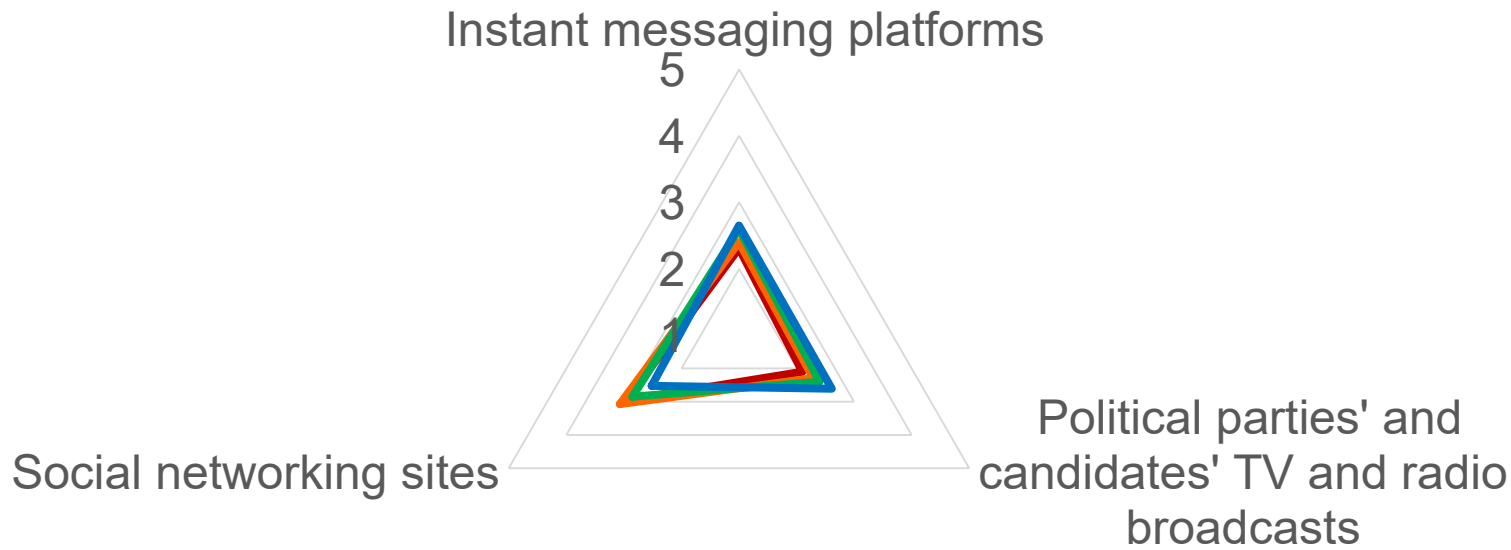 Instant messaging platforms
5
4
3
2
1
Political parties' and
candidates' TV and radio
broadcasts
Social networking sites